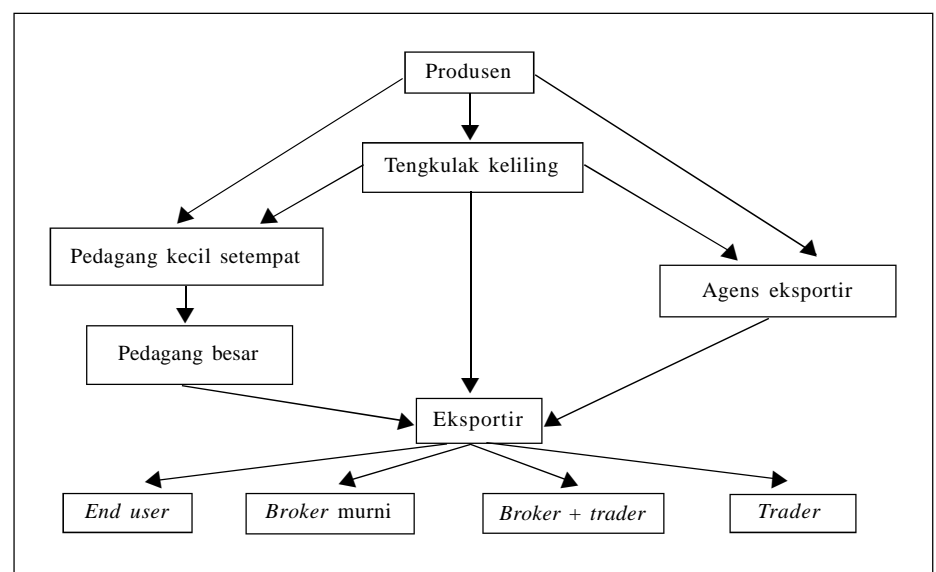 Produsen
Tengkulak keliling
Pedagang kecil setempat
Agens eksportir
Pedagang besar
Eksportir
End user
Broker murni
Broker + trader
Trader